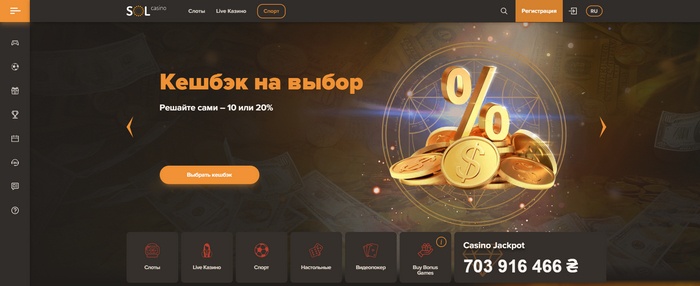 SOL casino
Слоты
Live Казино
Спорт
Регистрация
RU
Кешбэк на выбор
Решайте сами – 10 или 20%
Выбрать кешбэк
%
$
i
Слоты
Live Казино
Спорт
Настольные
Видеопокер
Buy Bonus
Games
Casino Jackpot
703 916 466 ₴